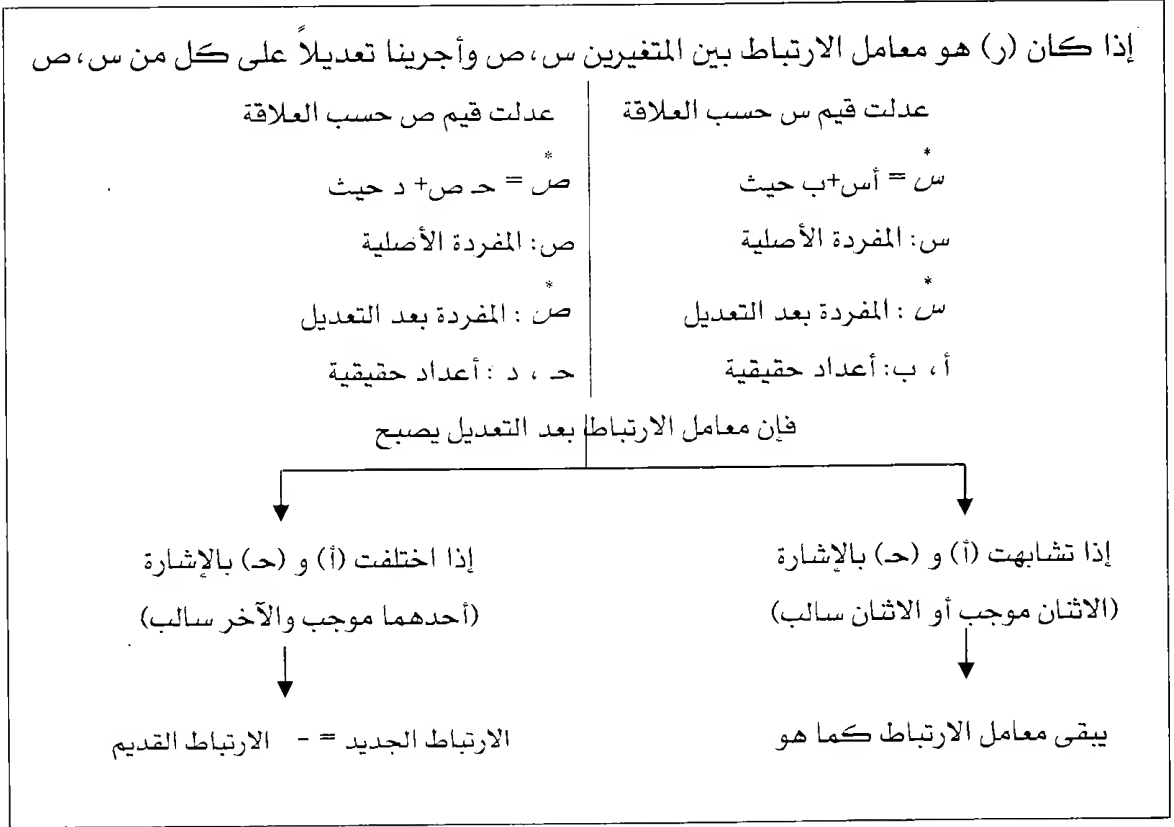 إذا كان (ر) هو معامل الارتباط بين المتغيرين س،ص وأجرينا تعديلاً على كل من س،ص
عدلت قيم س حسب العلاقة
س* = أس+ب حيث
س: المفردة الأصلية
س* : المفردة بعد التعديل
أ، ب: أعداد حقيقية
عدلت قيم ص حسب العلاقة
ص* = حـ ص+ د حيث
ص: المفردة الأصلية
ص* : المفردة بعد التعديل
حـ ، د : أعداد حقيقية
فإن معامل الارتباط بعد التعديل يصبح
إذا تشابهت (أ) و (حـ) بالإشارة
(الاثنان موجب أو الاثنان سالب)
يبقى معامل الارتباط كما هو
إذا اختلفت (أ) و (حـ) بالإشارة
(أحدهما موجب والآخر سالب)
الارتباط الجديد = - الارتباط القديم